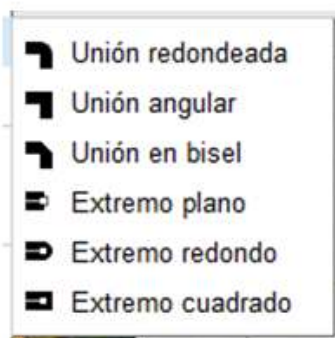 Unión redondeada
Unión angular
Unión en bisel
Extremo plano
Extremo redondo
Extremo cuadrado